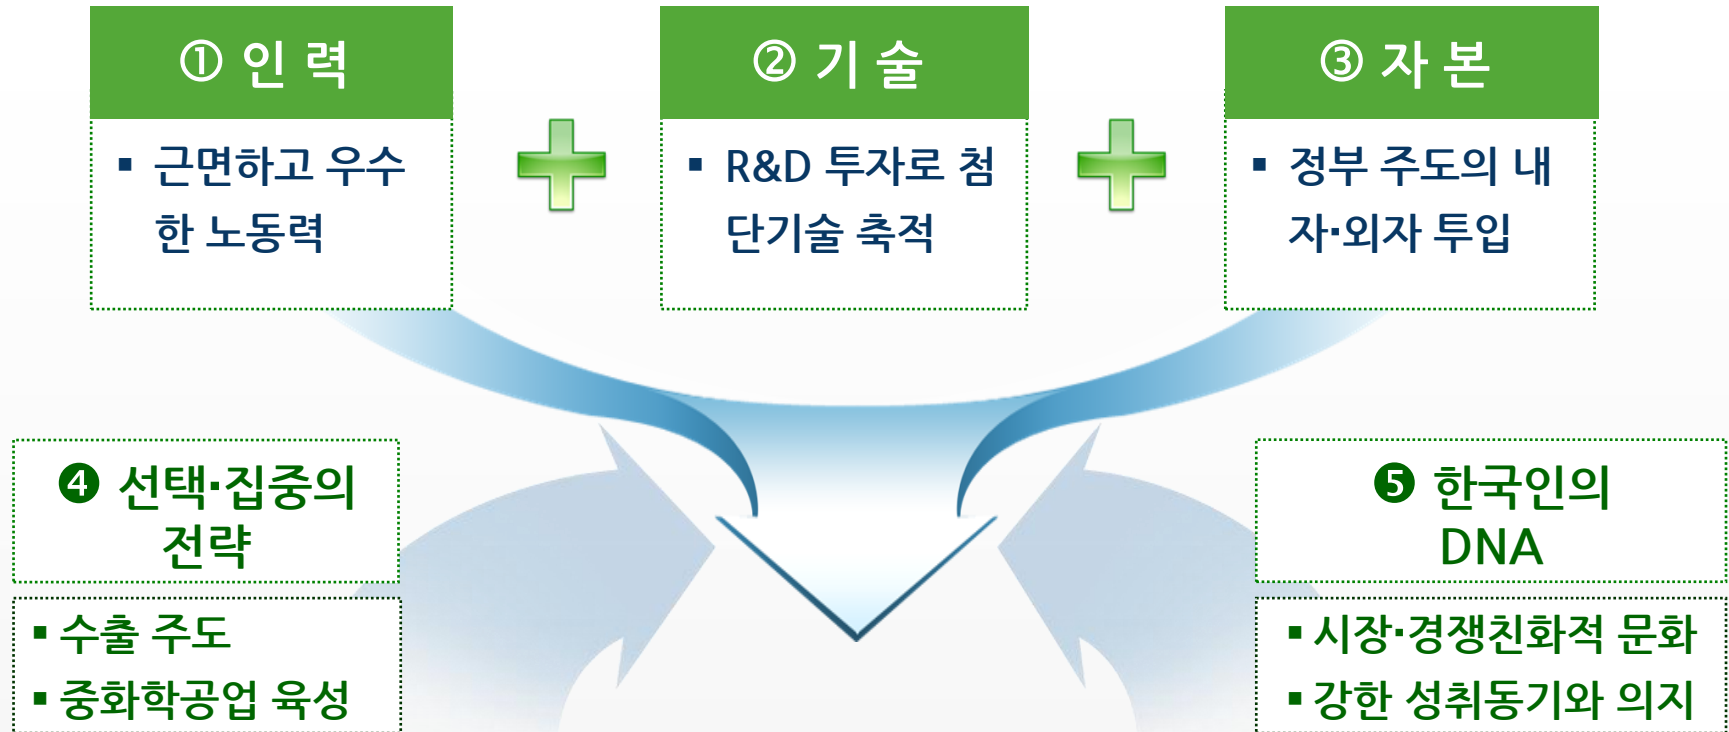 ① 인 력
② 기 술
③ 자 본
▪ 근면하고 우수
한 노동력
▪ R&D 투자로 첨
단기술 축적
▪ 정부 주도의 내
자·외자 투입
❹ 선택·집중의
전략
▪ 수출 주도
▪ 중화학공업 육성
❺ 한국인의
DNA
▪ 시장·경쟁친화적 문화
▪ 강한 성취동기와 의지